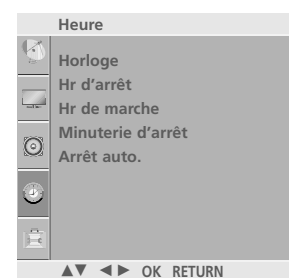 Heure
Horloge
Hr d'arrêt
Hr de marche
Minuterie d'arrêt
Arrêt auto.
▲▼ ◄► OK RETURN